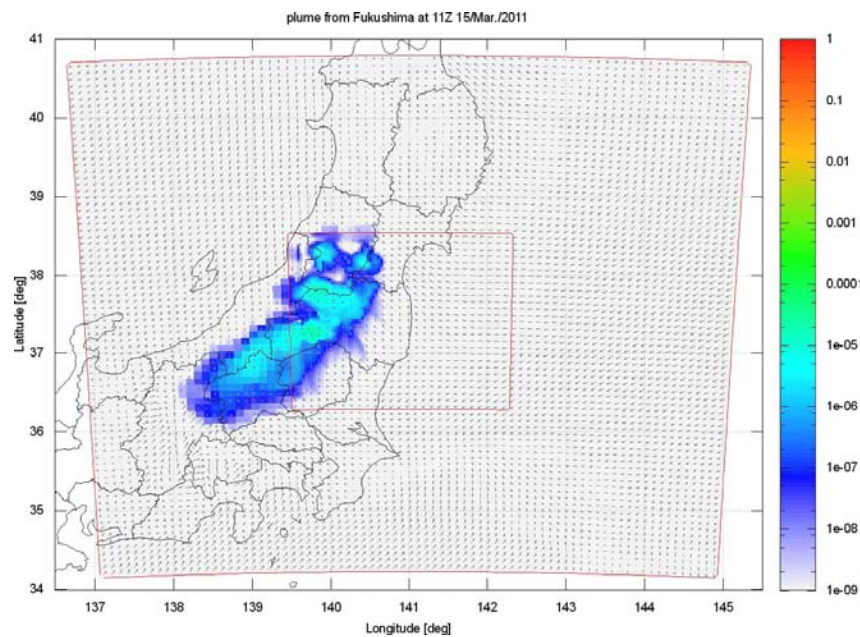 plume from Fukushima at 11Z 15/Mar./2011
41
40
39
38
37
36
35
34
Latitude [deg]
137
138
139
140
141
142
143
144
145
Longitude [deg]
1
0.1
0.01
0.001
0.0001
1e-05
1e-06
1e-07
1e-08
1e-09